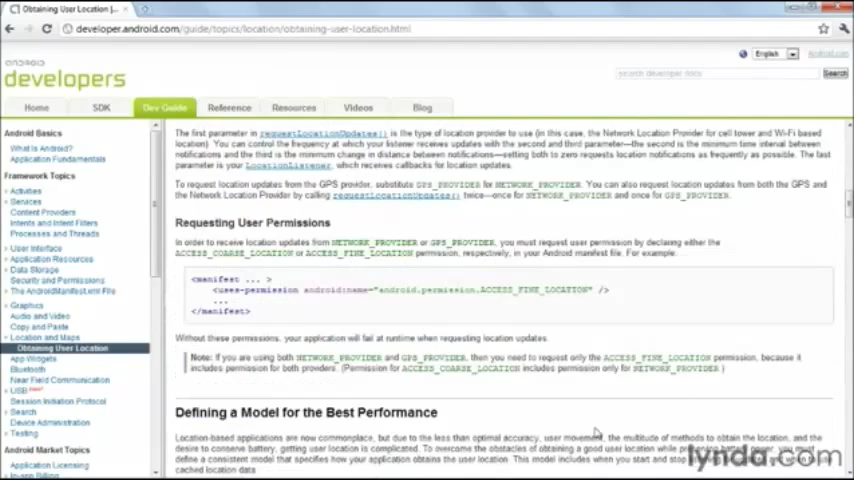 Obtaining User Location |...
developer.android.com/guide/topics/location/obtaining-user-location.html
English
Android.com
android
developers
search developer docs
Search
Home
SDK
Dev Guide
Reference
Resources
Videos
Blog
Android Basics
What is Android?
Application Fundamentals
Framework Topics
Activities
Services
Content Providers
Intents and Intent Filters
Processes and Threads
User Interface
Application Resources
Data Storage
Security and Permissions
The AndroidManifest.xml File
Graphics
Audio and Video
Copy and Paste
Location and Maps
Obtaining User Location
App Widgets
Bluetooth
Near Field Communication
USB
Session Initiation Protocol
Search
Device Administration
Testing
Android Market Topics
Application Licensing
In-app Billing
The first parameter in requestLocationUpdates() is the type of location provider to use (in this case, the Network Location Provider for cell tower and Wi-Fi based
location). You can control the frequency at which your listener receives updates with the second and third parameter—the second is the minimum time interval between
notifications and the third is the minimum change in distance between notifications—setting both to zero requests location notifications as frequently as possible. The last
parameter is your LocationListener, which receives callbacks for location updates.
To request location updates from the GPS provider, substitute GPS_PROVIDER for NETWORK_PROVIDER. You can also request location updates from both the GPS and
the Network Location Provider by calling requestLocationUpdates() twice—once for NETWORK_PROVIDER and once for GPS_PROVIDER.
Requesting User Permissions
In order to receive location updates from NETWORK_PROVIDER or GPS_PROVIDER, you must request user permission by declaring either the
ACCESS_COARSE_LOCATION or ACCESS_FINE_LOCATION permission, respectively, in your Android manifest file. For example:
<manifest ... >
<uses-permission android:name="android.permission.ACCESS_FINE_LOCATION" />
...
</manifest>
Without these permissions, your application will fail at runtime when requesting location updates.
Note: If you are using both NETWORK_PROVIDER and GPS_PROVIDER, then you need to request only the ACCESS_FINE_LOCATION permission, because it
includes permission for both providers. (Permission for ACCESS_COARSE_LOCATION includes permission only for NETWORK_PROVIDER.)
Defining a Model for the Best Performance
Location-based applications are now commonplace, but due to the less than optimal accuracy, user movement, the multitude of methods to obtain the location, and the
desire to conserve battery, getting user location is complicated. To overcome the obstacles of obtaining a good user location while preserving battery power, you must
define a consistent model that specifies how your application obtains the user location. This model includes when you start and stop
cached location data
lynda.com